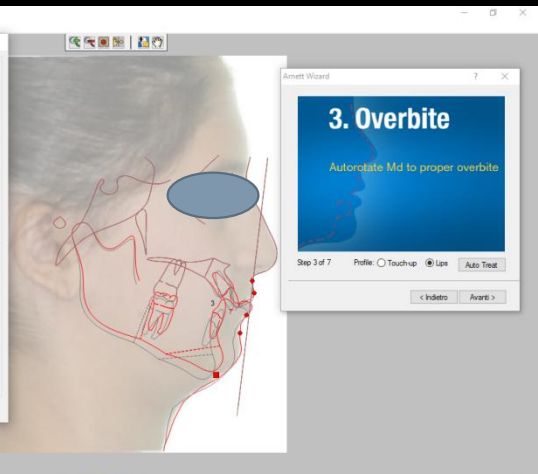 Arnett Wizard
? ×
3. Overbite
Autorotate Md to proper overbite
Step 3 of 7 Profile: Touch-up Lips Auto Treat
< Indietro Avanti >
3